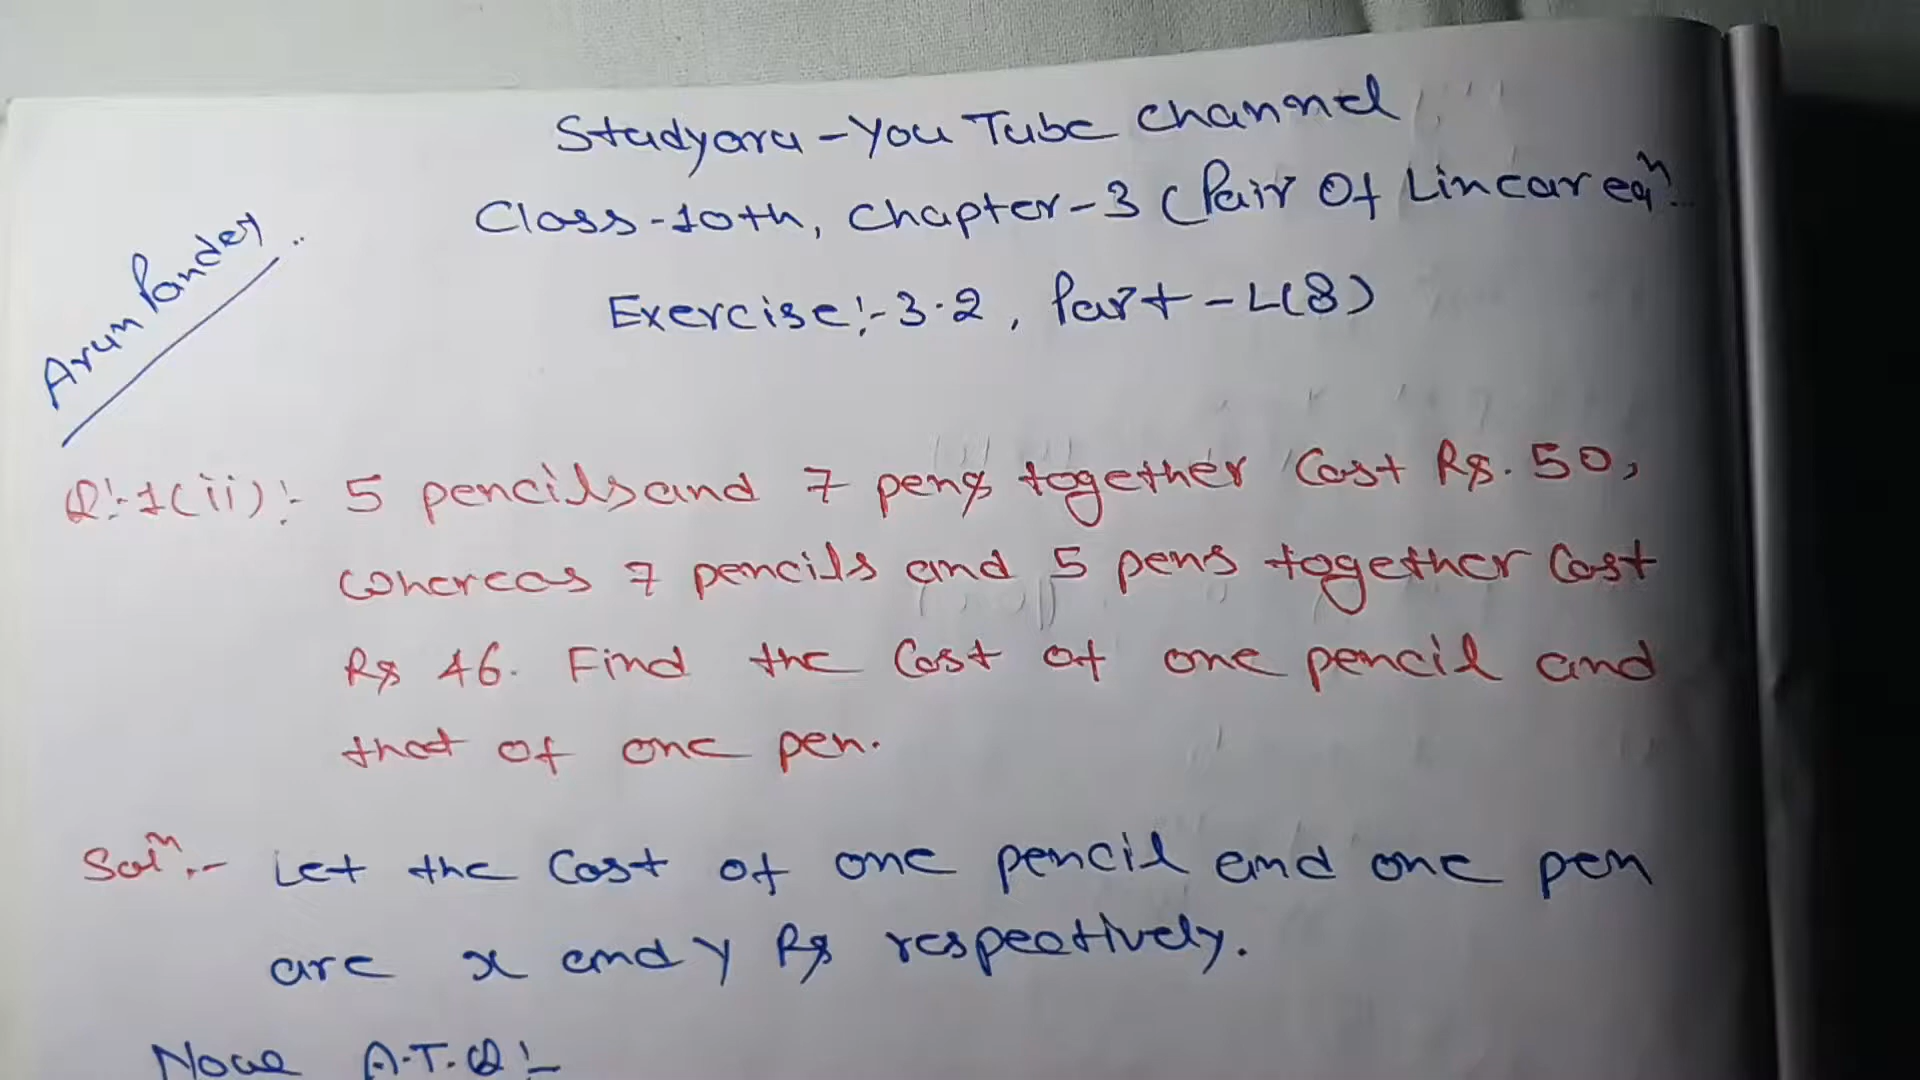 Studyara - You Tube Channel
Class-10th, Chapter-3 (Pair Of Linear eqⁿ..
Exercise:-3.2, Part-L(8)
Arun Pandey..
Q:-1(ii):- 5 pencils and 7 pens together Cost Rs. 50,
whereas 7 pencils and 5 pens together Cost
Rs 46. Find the Cost of one pencil and
that of one pen.
Solⁿ.- Let the Cost of one pencil and one pen
are x and y Rs respectively.
Now A.T.Q:-